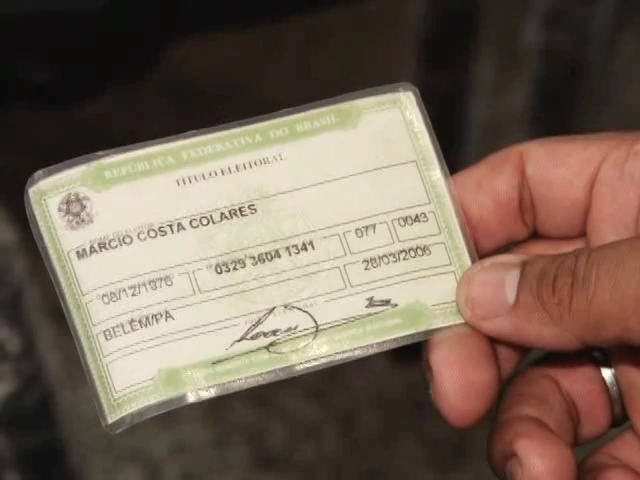 REPÚBLICA FEDERATIVA DO BRASIL
TÍTULO ELEITORAL
MARCIO COSTA COLARES
08/12/1976 0329 3604 1341 077 0043
BELÉM/PA 28/03/2006